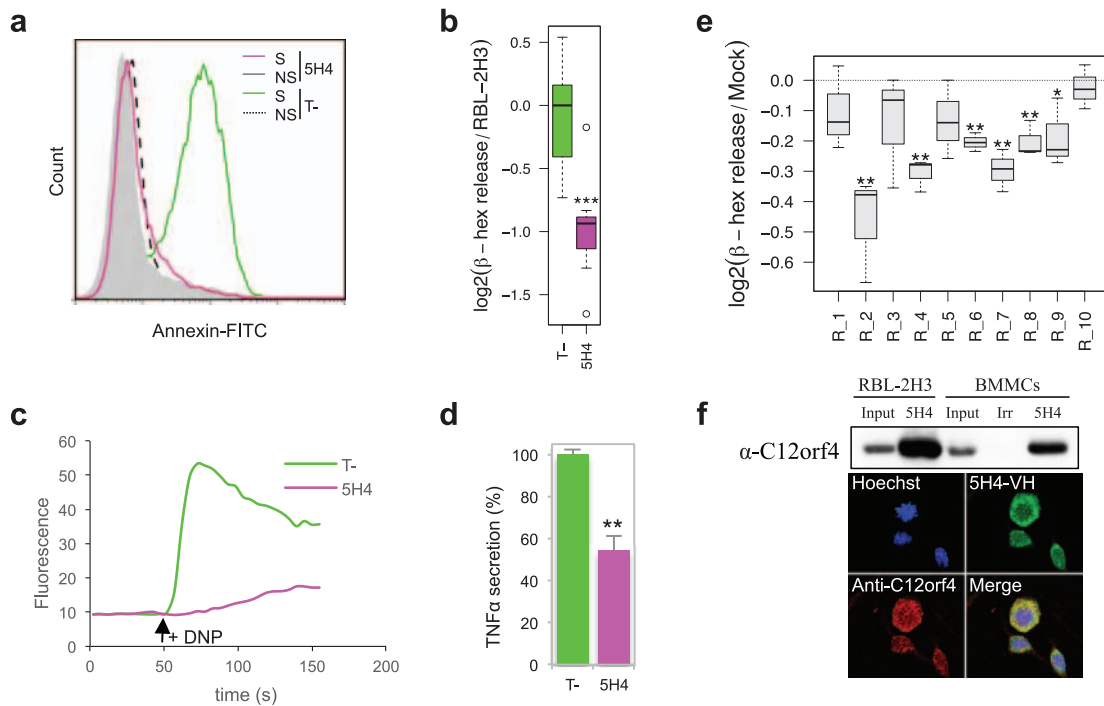 a
S
NS
5H4
S
NS
T-
Count
Annexin-FITC
b
log2(β – hex release / RBL–2H3)
0.5
0.0
−0.5
−1.0
−1.5
***
T-
5H4
e
log2(β – hex release / Mock)
0.0
−0.1
−0.2
−0.3
−0.4
−0.5
−0.6
** ** ** ** ** *
R_1 R_2 R_3 R_4 R_5 R_6 R_7 R_8 R_9 R_10
c
Fluorescence
60
50
40
30
20
10
0
T-
5H4
+ DNP
0 50 100 150 200
time (s)
d
TNFα secretion (%)
100
80
60
40
20
0
**
T- 5H4
f
RBL-2H3 BMMCs
Input 5H4 Input Irr 5H4
α-C12orf4
Hoechst 5H4-VH
Anti-C12orf4 Merge